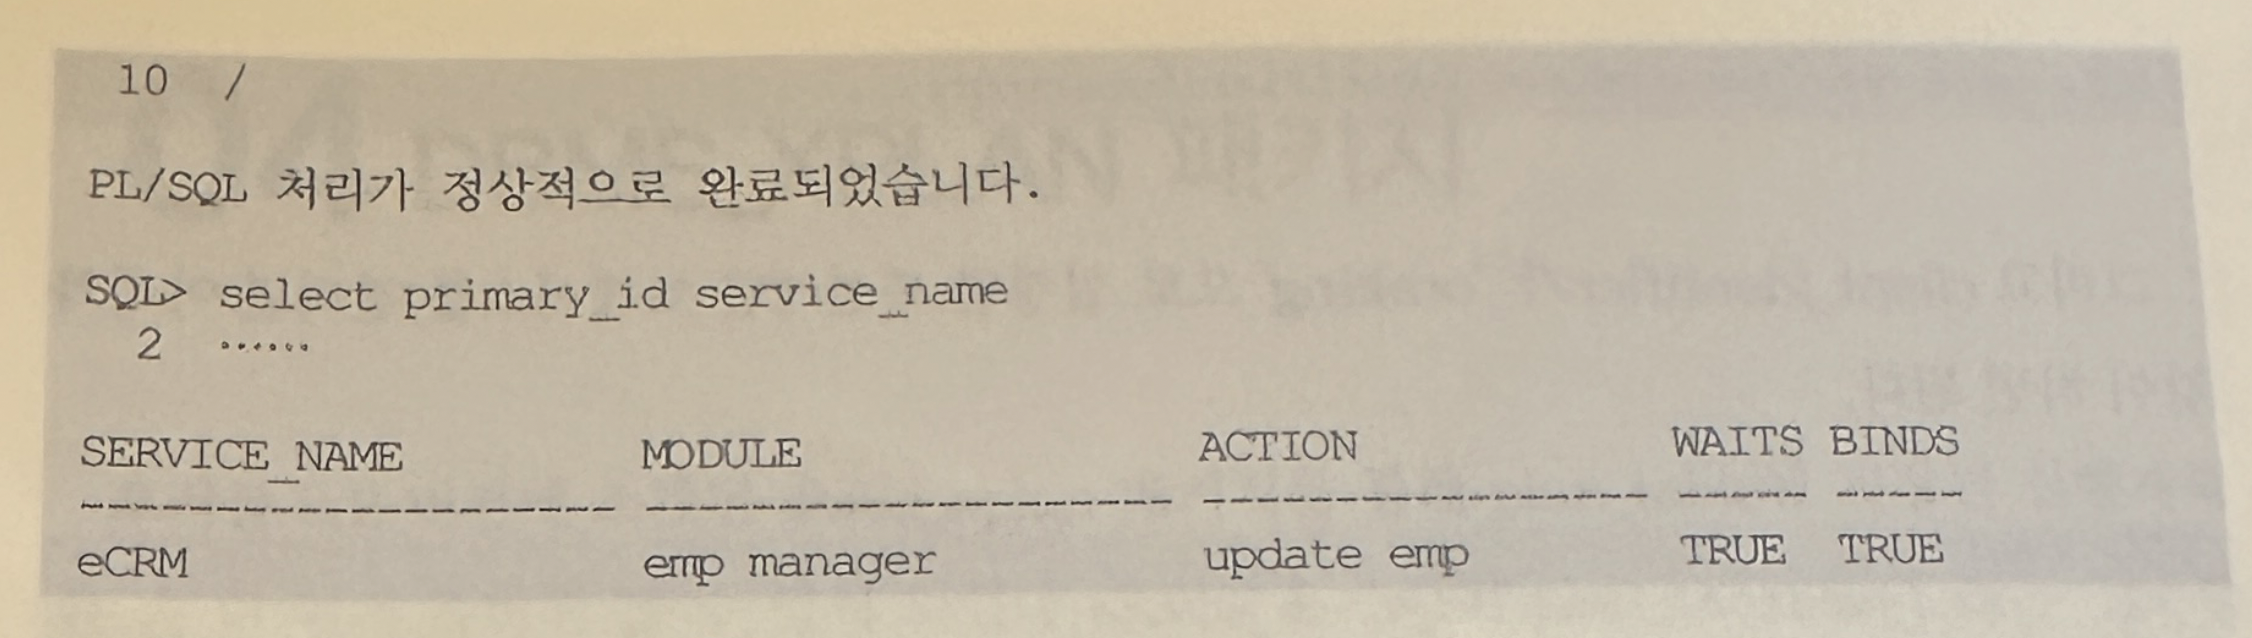 10 /
PL/SQL 처리가 정상적으로 완료되었습니다.
SQL> select primary_id service_name
2 ......
SERVICE_NAME MODULE ACTION WAITS BINDS
eCRM emp manager update emp TRUE TRUE